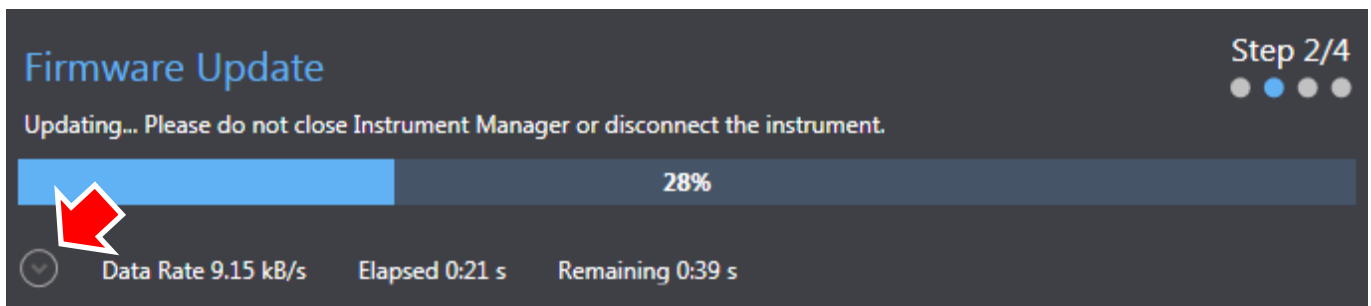 Firmware Update
Step 2/4
Updating... Please do not close Instrument Manager or disconnect the instrument.
28%
Data Rate 9.15 kB/s Elapsed 0:21 s Remaining 0:39 s